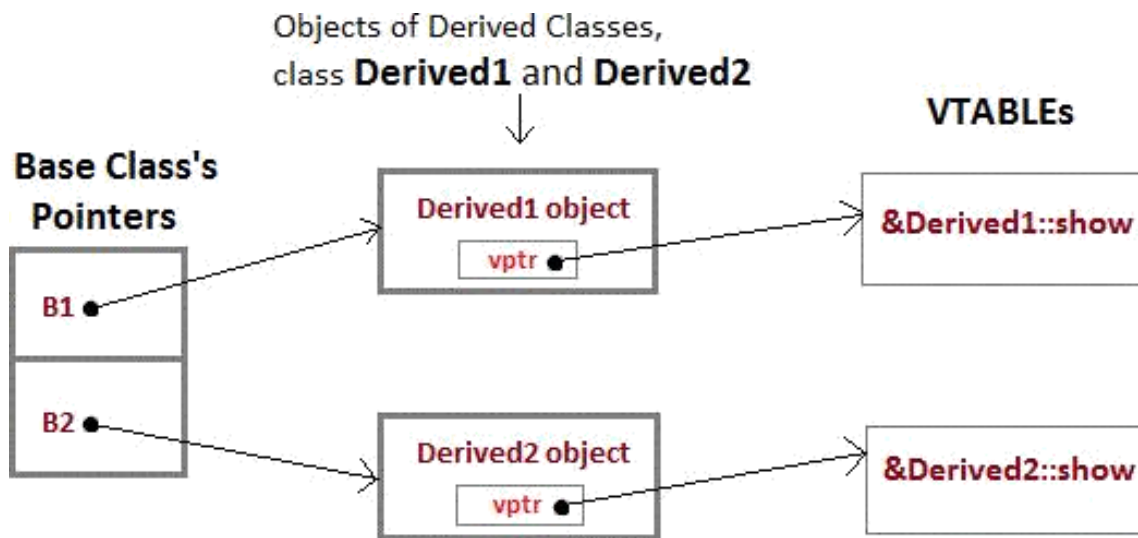 Objects of Derived Classes,
class Derived1 and Derived2
VTABLEs
Base Class's
Pointers
Derived1 object
vptr
&Derived1::show
B1
B2
Derived2 object
vptr
&Derived2::show